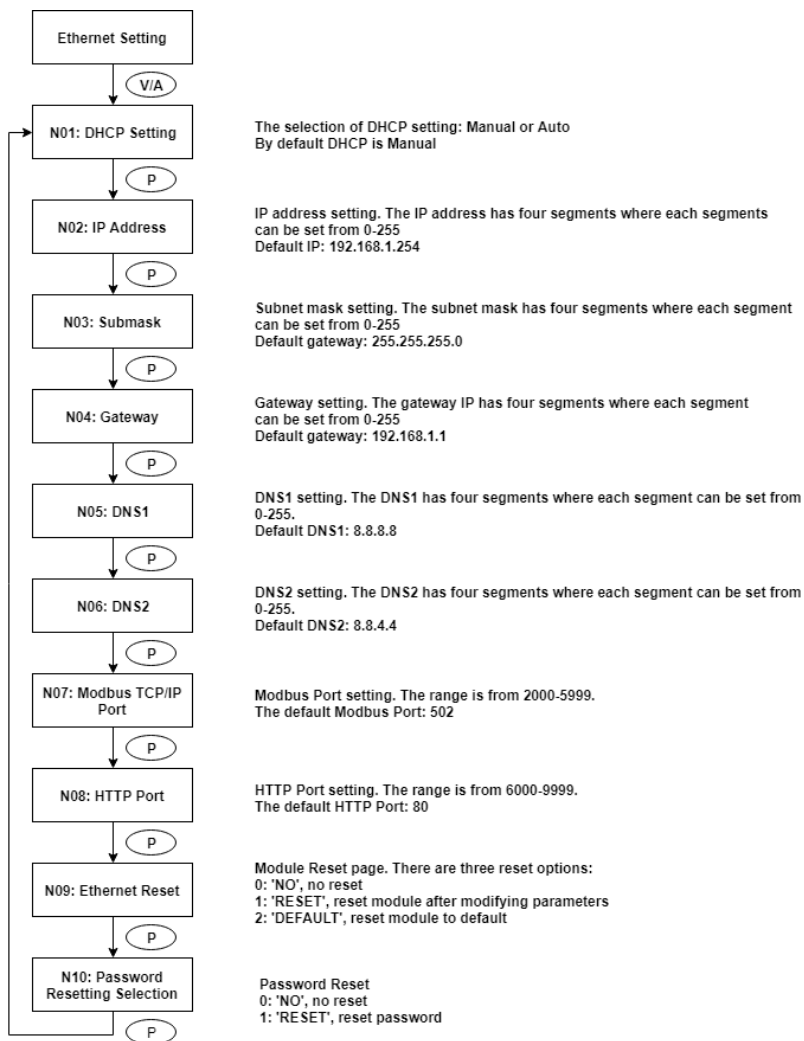 Ethernet Setting
V/A
N01: DHCP Setting
The selection of DHCP setting: Manual or Auto
By default DHCP is Manual
P
N02: IP Address
IP address setting. The IP address has four segments where each segments
can be set from 0-255
Default IP: 192.168.1.254
P
N03: Submask
Subnet mask setting. The subnet mask has four segments where each segment
can be set from 0-255
Default gateway: 255.255.255.0
P
N04: Gateway
Gateway setting. The gateway IP has four segments where each segment
can be set from 0-255
Default gateway: 192.168.1.1
P
N05: DNS1
DNS1 setting. The DNS1 has four segments where each segment can be set from
0-255.
Default DNS1: 8.8.8.8
P
N06: DNS2
DNS2 setting. The DNS2 has four segments where each segment can be set from
0-255.
Default DNS2: 8.8.4.4
P
N07: Modbus TCP/IP
Port
Modbus Port setting. The range is from 2000-5999.
The default Modbus Port: 502
P
N08: HTTP Port
HTTP Port setting. The range is from 6000-9999.
The default HTTP Port: 80
P
N09: Ethernet Reset
Module Reset page. There are three reset options:
0: 'NO', no reset
1: 'RESET', reset module after modifying parameters
2: 'DEFAULT', reset module to default
P
N10: Password
Resetting Selection
Password Reset
0: 'NO', no reset
1: 'RESET', reset password
P